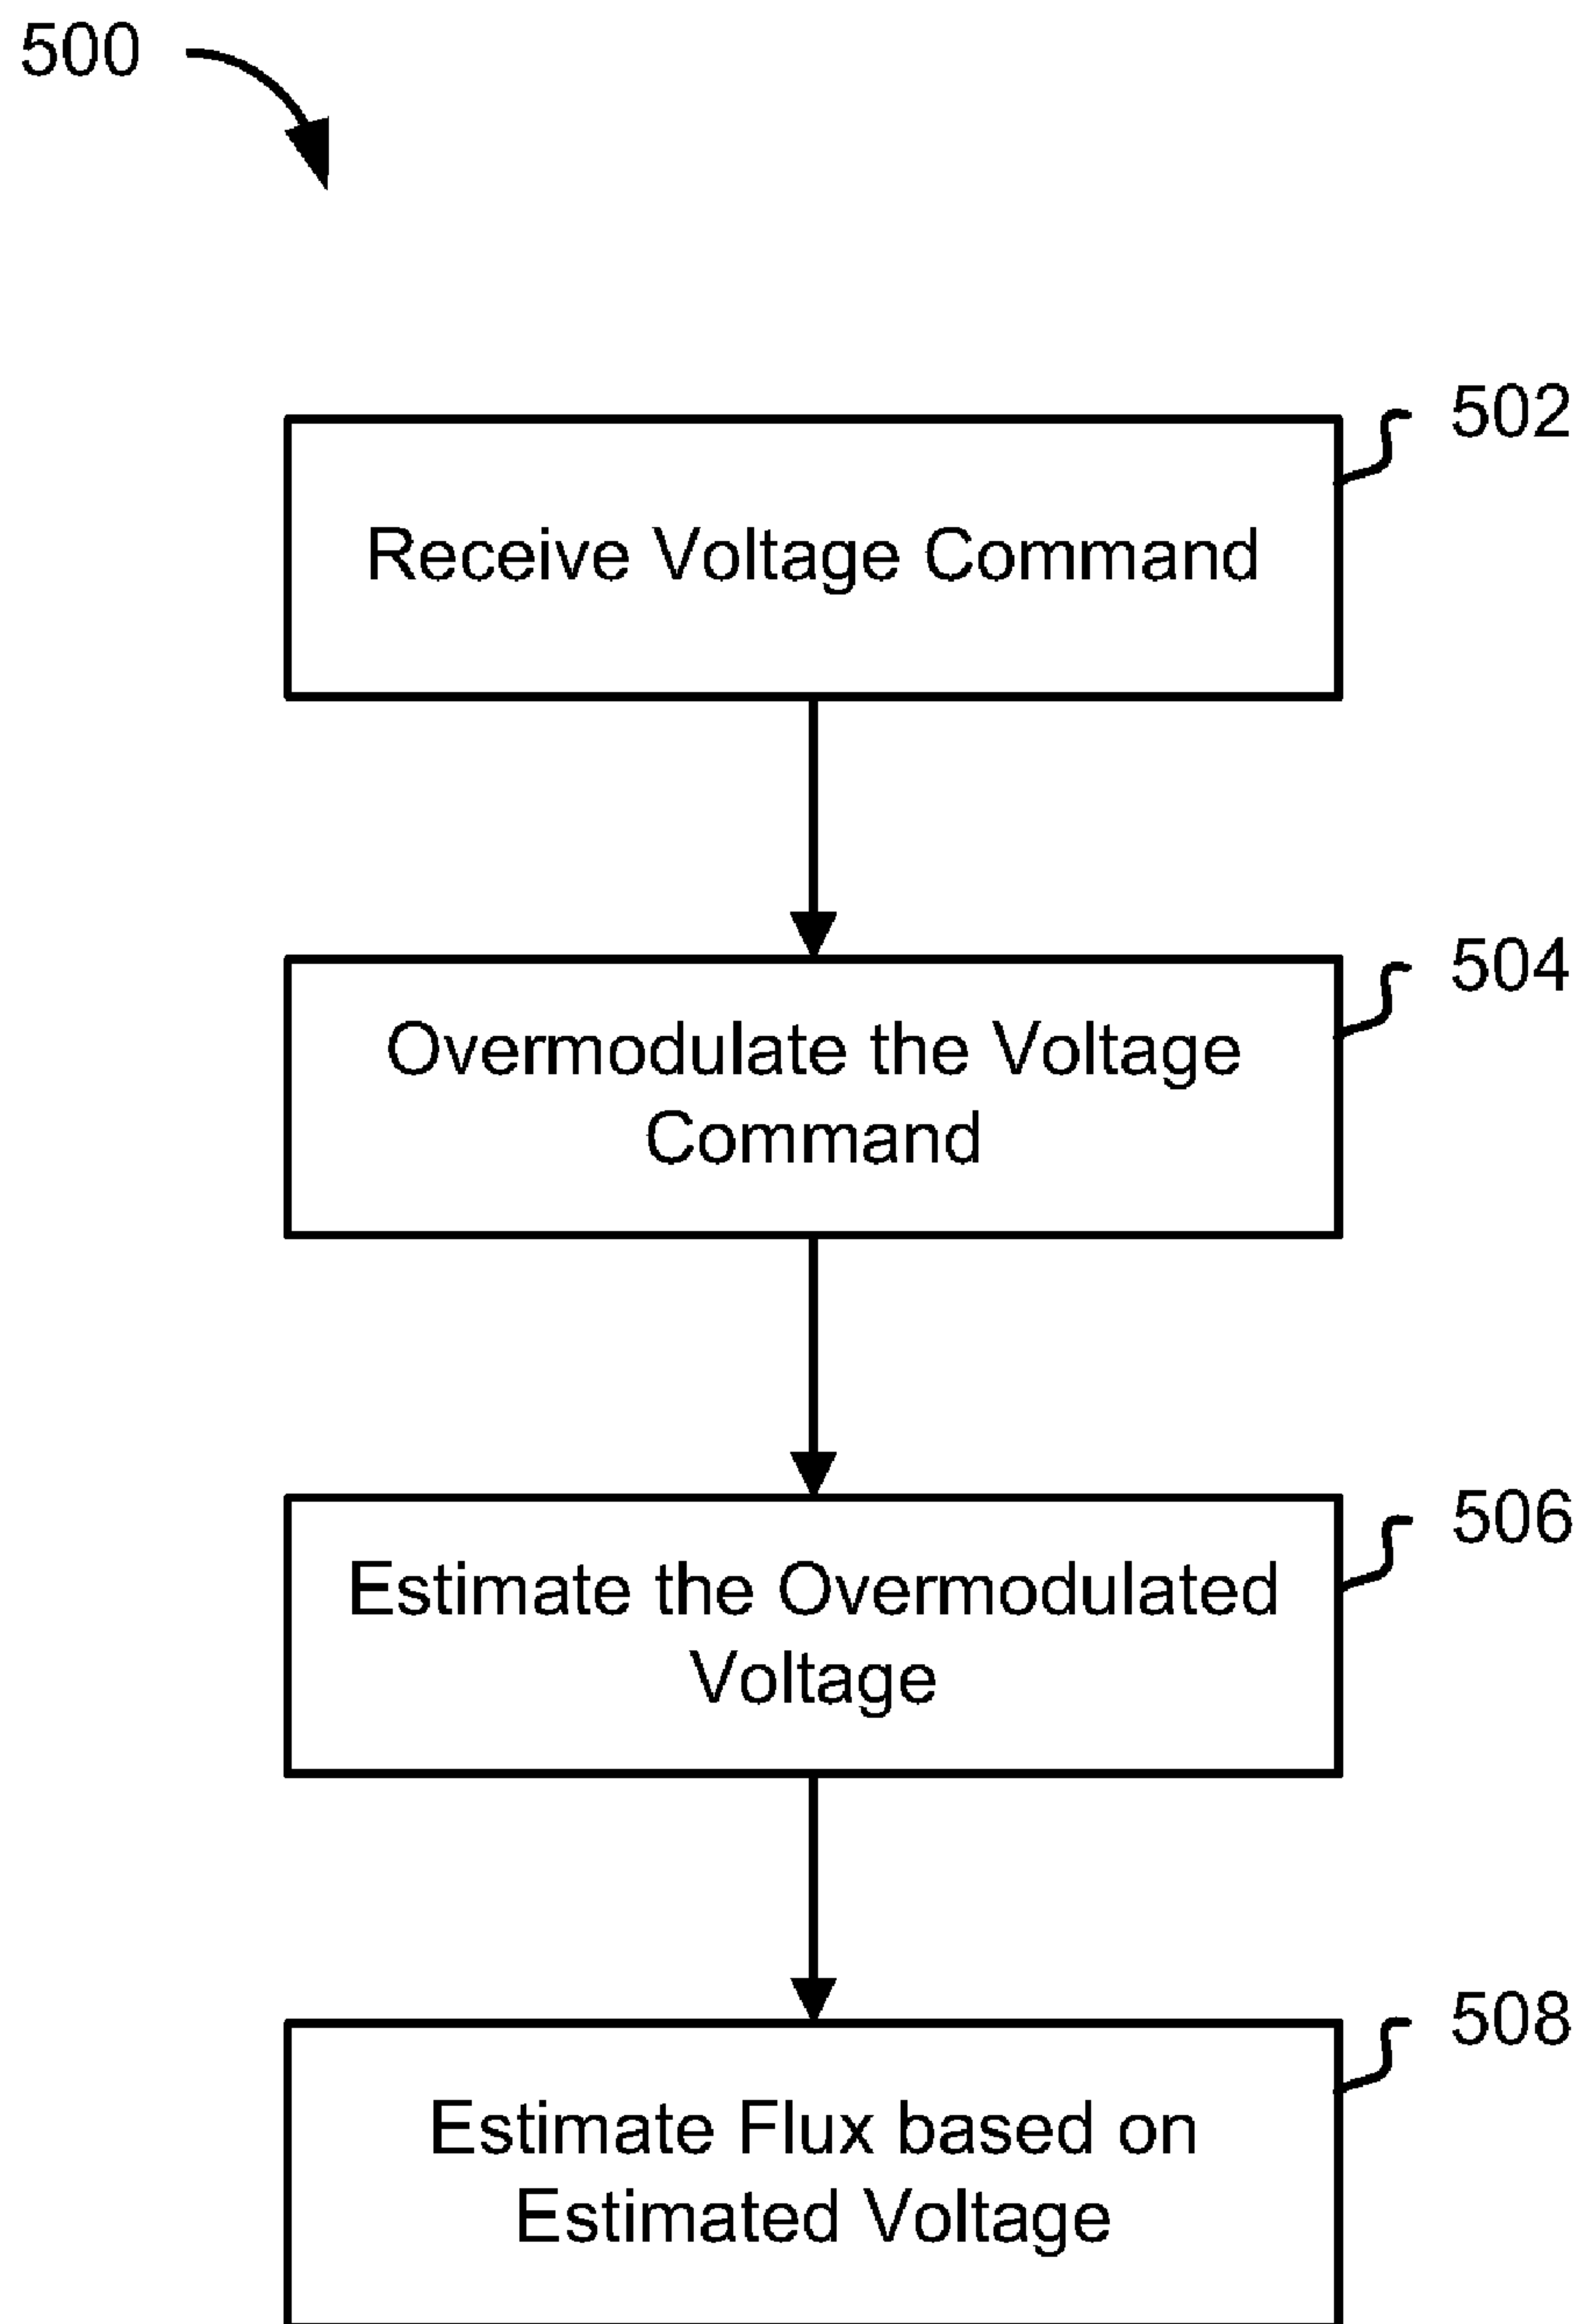 500
502
Receive Voltage Command
504
Overmodulate the Voltage
Command
506
Estimate the Overmodulated
Voltage
508
Estimate Flux based on
Estimated Voltage